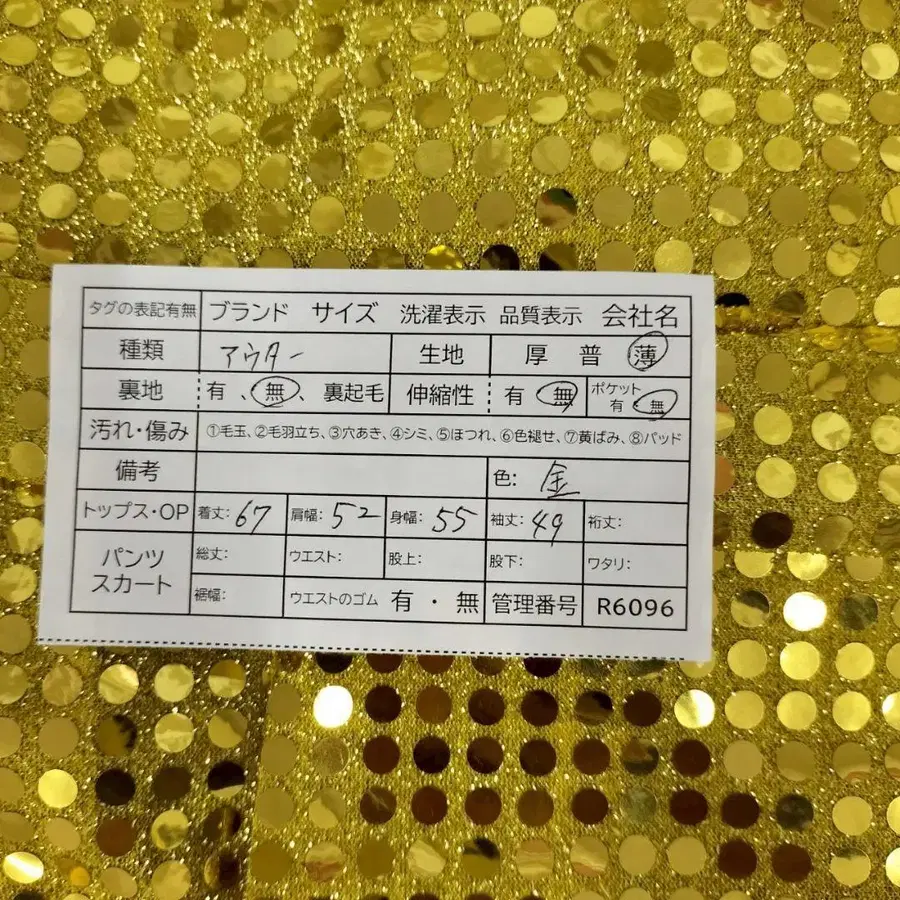 タグの表記有無 ブランド サイズ 洗濯表示 品質表示 会社名
種類 アウター 生地 厚 普 薄
裏地 有、無、裏起毛 伸縮性 有 無 ポケット 有・無
汚れ・傷み ①毛玉、②毛羽立ち、③穴あき、④シミ、⑤ほつれ、⑥色褪せ、⑦黄ばみ、⑧パッド
備考 色: 金
トップス・OP 着丈: 67 肩幅: 52 身幅: 55 袖丈: 49 裄丈:
パンツ スカート 総丈: ウエスト: 股上: 股下: ワタリ:
裾幅: ウエストのゴム 有・無 管理番号 R6096